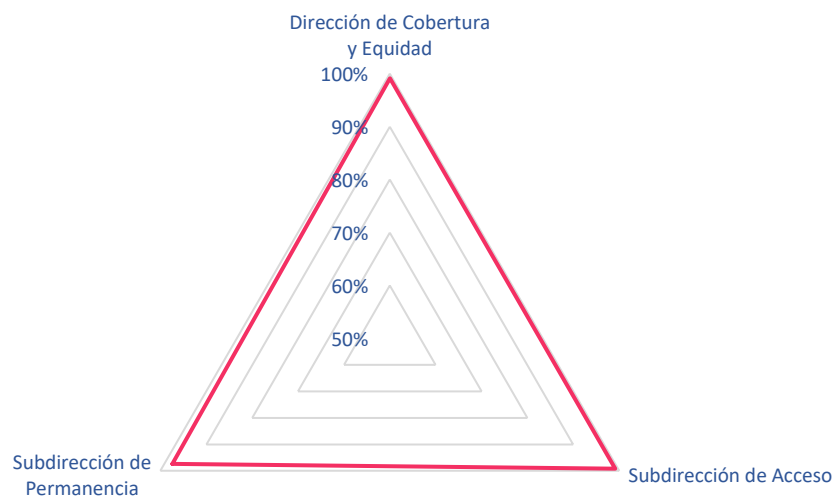 Dirección de Cobertura
y Equidad
100%
90%
80%
70%
60%
50%
Subdirección de
Permanencia
Subdirección de Acceso